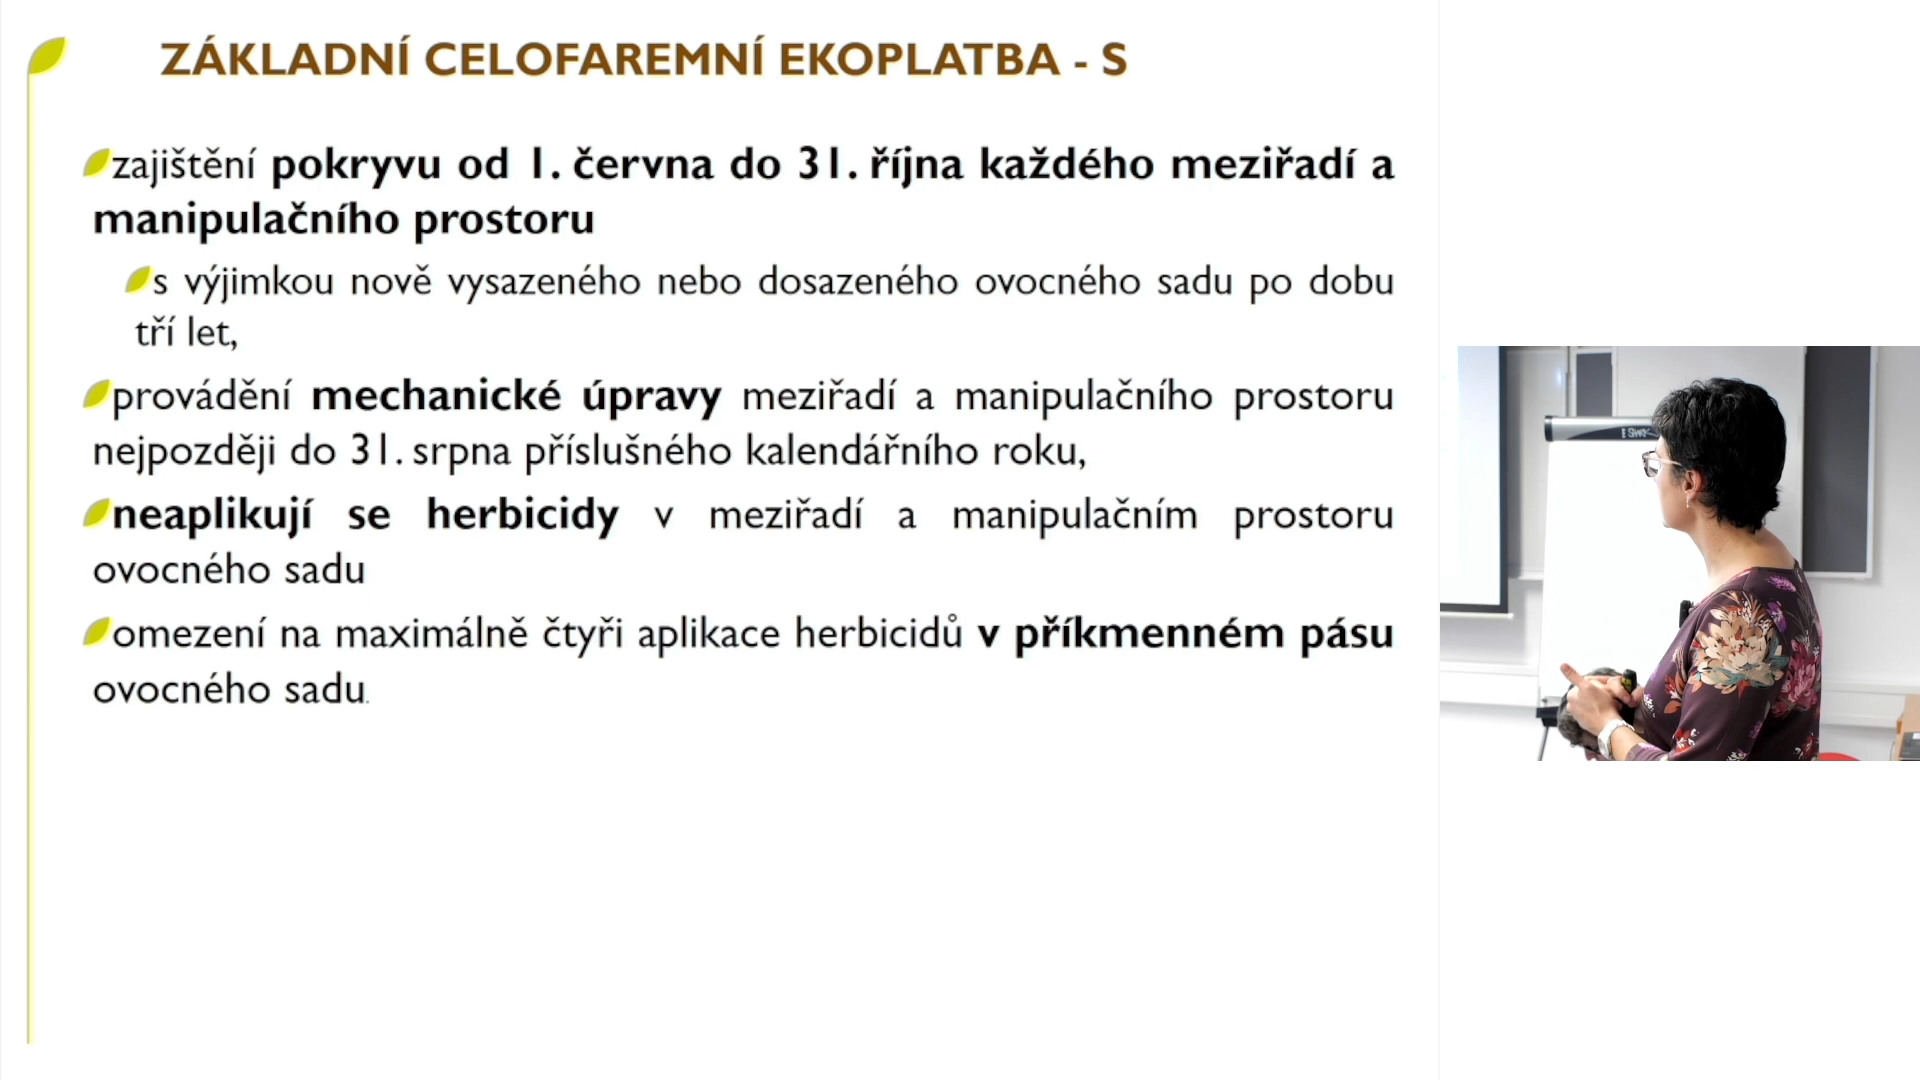 ZÁKLADNÍ CELOFAREMNÍ EKOPLATBA - S
zajištění pokryvu od 1. června do 31. října každého meziřadí a
manipulačního prostoru
s výjimkou nově vysazeného nebo dosazeného ovocného sadu po dobu
tří let,
provádění mechanické úpravy meziřadí a manipulačního prostoru
nejpozději do 31. srpna příslušného kalendářního roku,
neaplikují se herbicidy v meziřadí a manipulačním prostoru
ovocného sadu
omezení na maximálně čtyři aplikace herbicidů v příkmenném pásu
ovocného sadu.